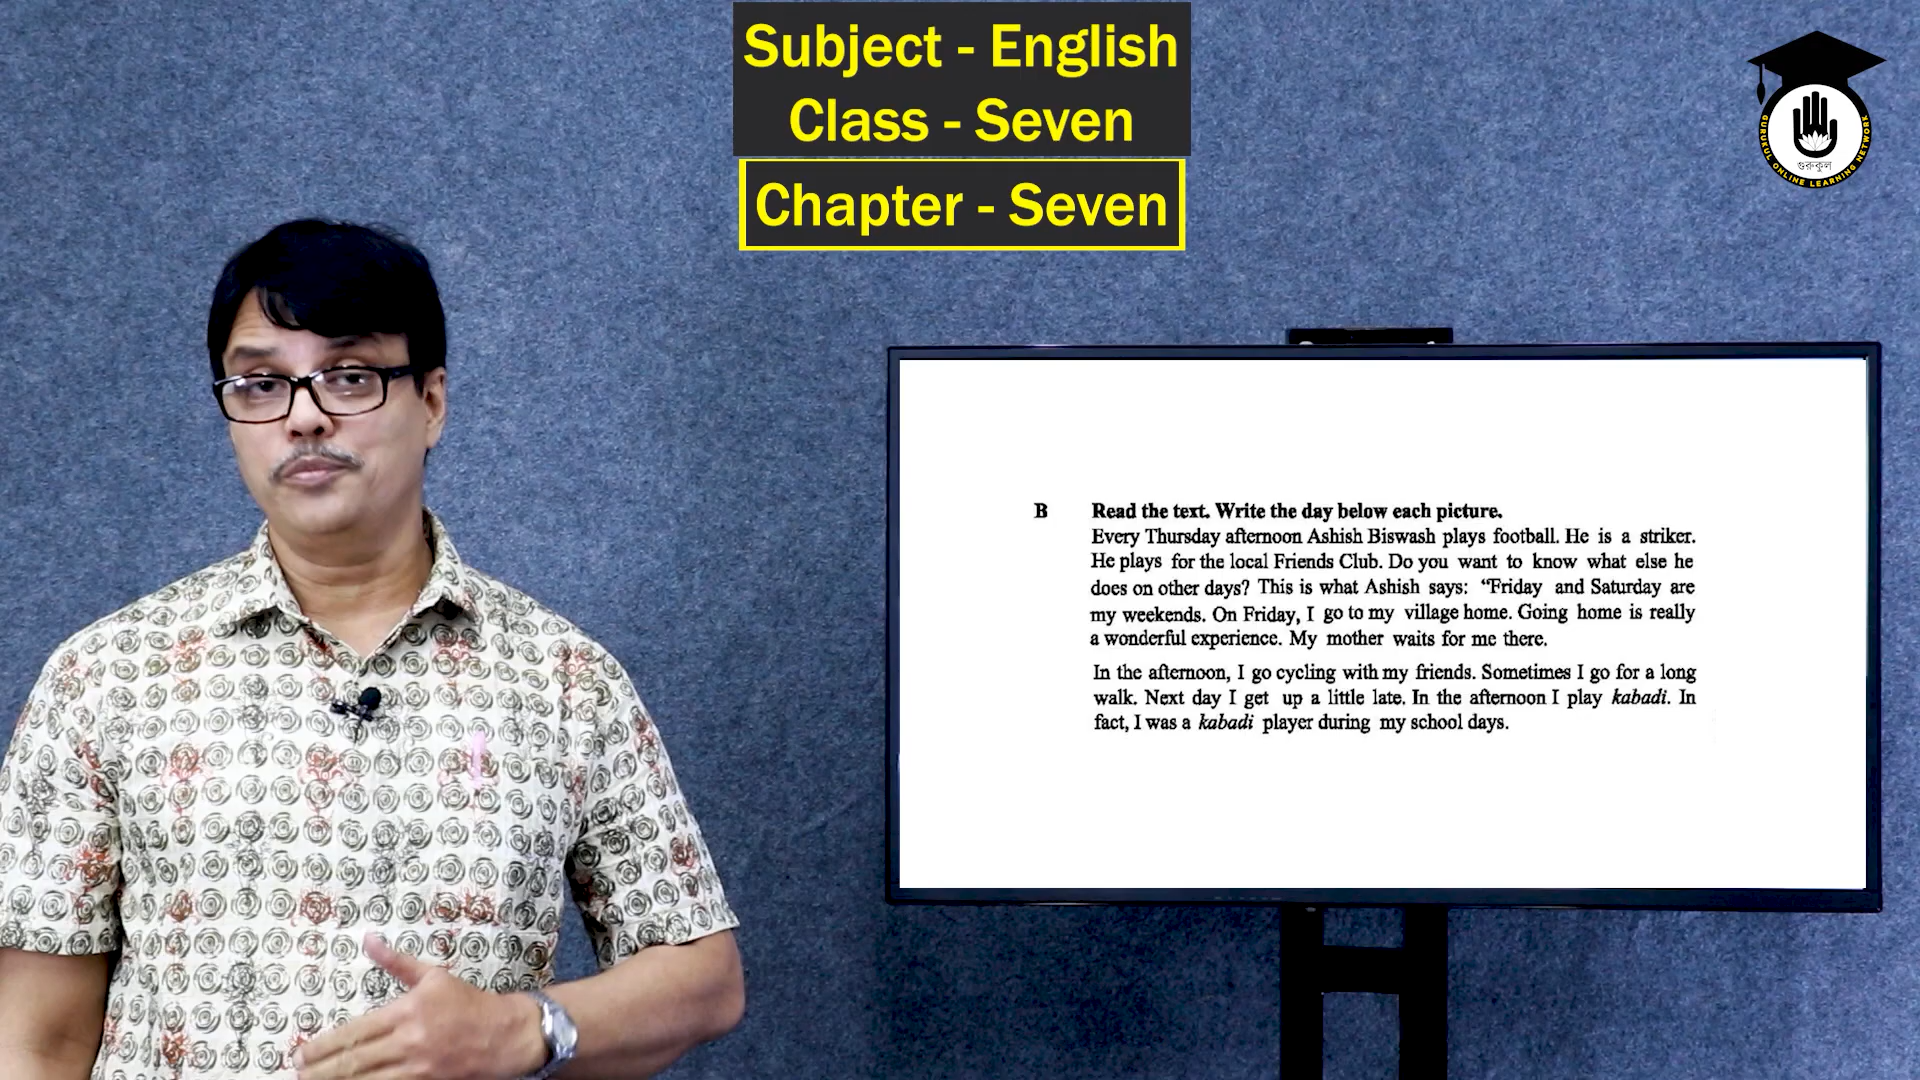 Subject - English
Class - Seven
Chapter - Seven
GURUKUL ONLINE LEARNING NETWORK
গুরুকুল
B Read the text. Write the day below each picture.
Every Thursday afternoon Ashish Biswash plays football. He is a striker.
He plays for the local Friends Club. Do you want to know what else he
does on other days? This is what Ashish says: “Friday and Saturday are
my weekends. On Friday, I go to my village home. Going home is really
a wonderful experience. My mother waits for me there.
In the afternoon, I go cycling with my friends. Sometimes I go for a long
walk. Next day I get up a little late. In the afternoon I play kabadi. In
fact, I was a kabadi player during my school days.